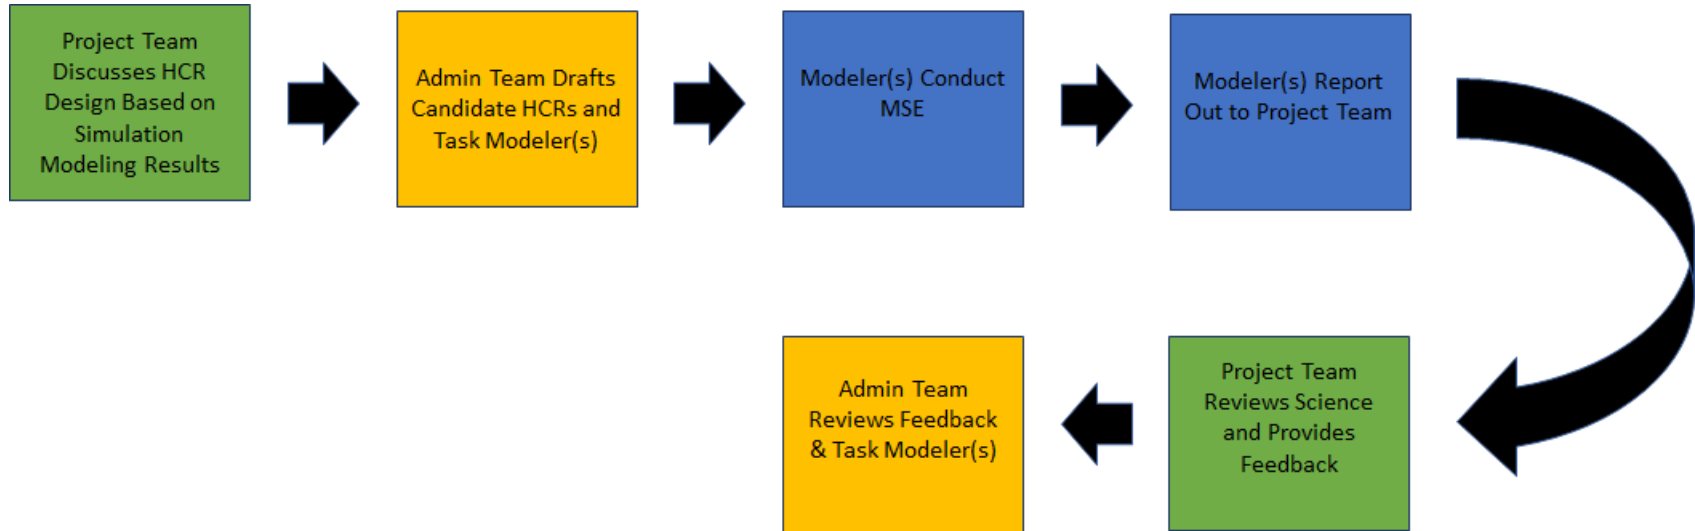 Project Team
Discusses HCR
Design Based on
Simulation
Modeling Results
Admin Team Drafts
Candidate HCRs and
Task Modeler(s)
Modeler(s) Conduct
MSE
Modeler(s) Report
Out to Project Team
Project Team
Reviews Science
and Provides
Feedback
Admin Team
Reviews Feedback
& Task Modeler(s)